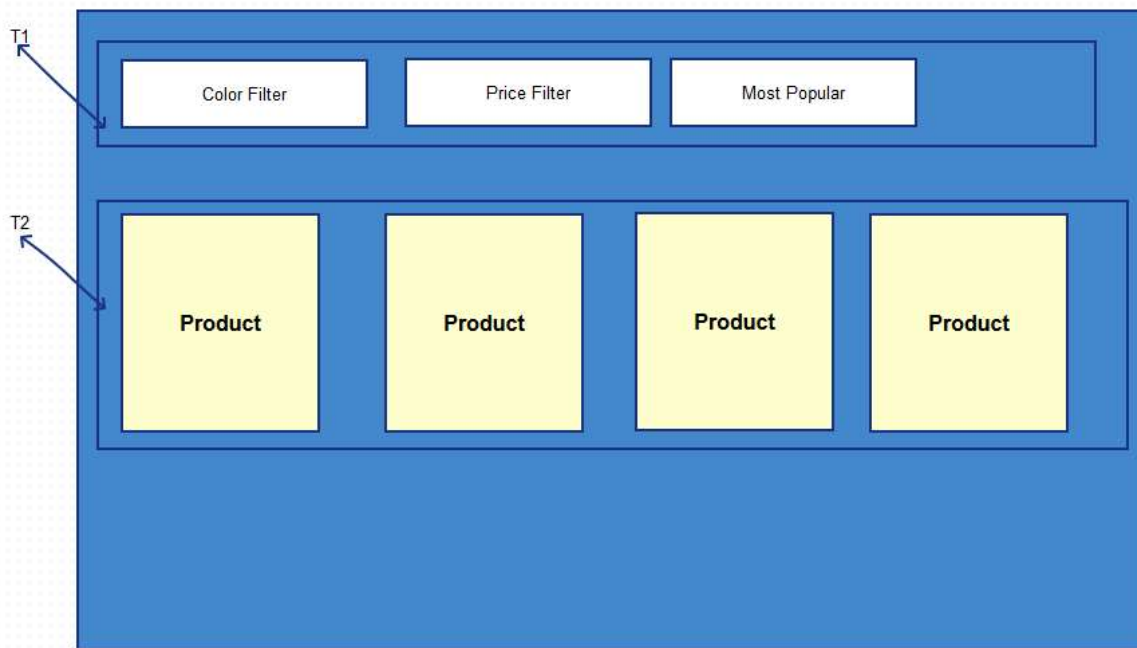 T1
Color Filter
Price Filter
Most Popular
T2
Product
Product
Product
Product